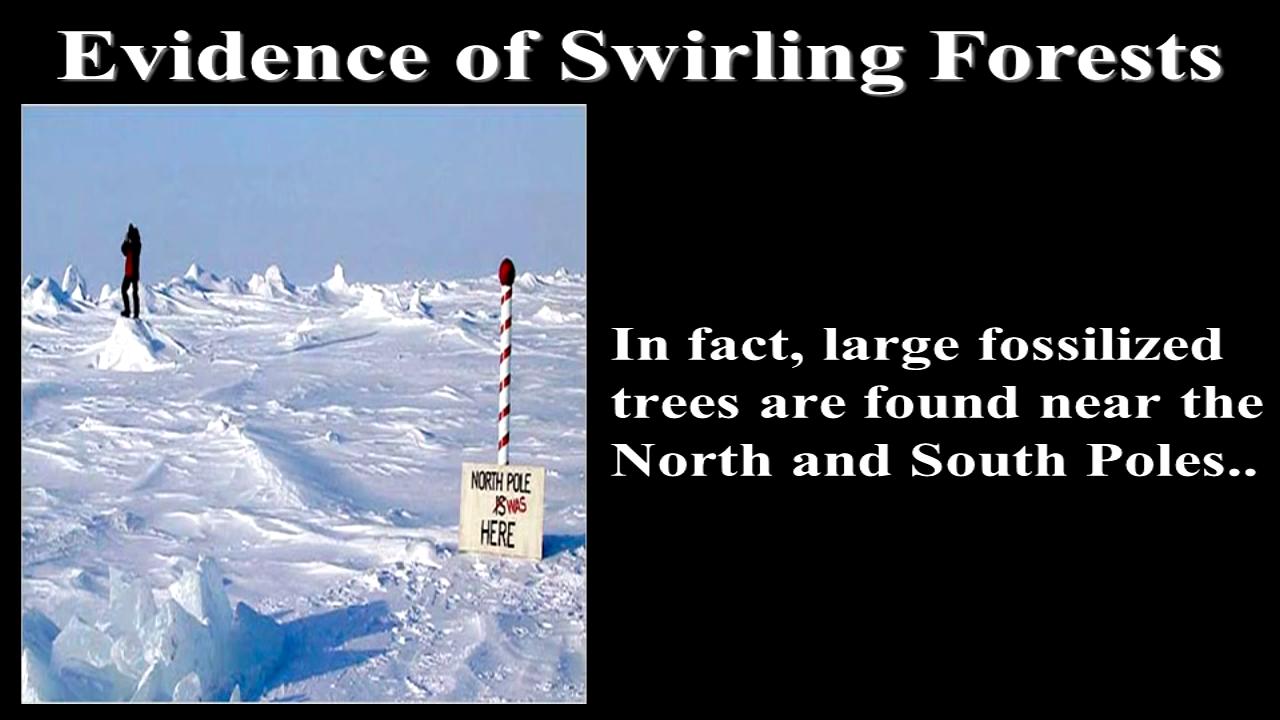 Evidence of Swirling Forests
In fact, large fossilized
trees are found near the
North and South Poles..
NORTH POLE
IS WAS
HERE